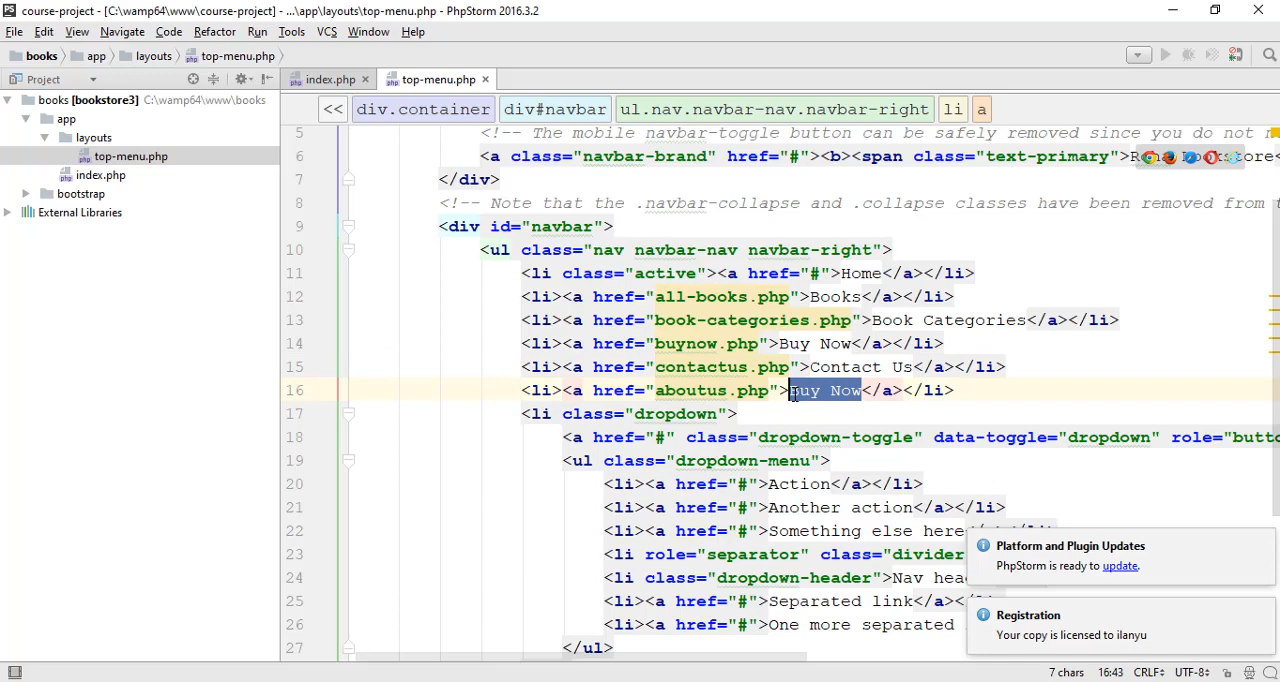 PS course-project - [C:\wamp64\www\course-project] - ...\app\layouts\top-menu.php - PhpStorm 2016.3.2
File Edit View Navigate Code Refactor Run Tools VCS Window Help
books app layouts top-menu.php
Project index.php top-menu.php
books [bookstore3] C:\wamp64\www\books
app
layouts
top-menu.php
index.php
bootstrap
External Libraries
<< div.container div#navbar ul.nav.navbar-nav.navbar-right li a
5 <!-- The mobile navbar-toggle button can be safely removed since you do not n
6 <a class="navbar-brand" href="#"><b><span class="text-primary">
7 </div>
8 <!-- Note that the .navbar-collapse and .collapse classes have been removed from t
9 <div id="navbar">
10 <ul class="nav navbar-nav navbar-right">
11 <li class="active"><a href="#">Home</a></li>
12 <li><a href="all-books.php">Books</a></li>
13 <li><a href="book-categories.php">Book Categories</a></li>
14 <li><a href="buynow.php">Buy Now</a></li>
15 <li><a href="contactus.php">Contact Us</a></li>
16 <li><a href="aboutus.php">Buy Now</a></li>
17 <li class="dropdown">
18 <a href="#" class="dropdown-toggle" data-toggle="dropdown" role="butto
19 <ul class="dropdown-menu">
20 <li><a href="#">Action</a></li>
21 <li><a href="#">Another action</a></li>
22 <li><a href="#">Something else here
23 <li role="separator" class="divider
24 <li class="dropdown-header">Nav hea
25 <li><a href="#">Separated link</a><
26 <li><a href="#">One more separated
27 </ul>
Platform and Plugin Updates
PhpStorm is ready to update.
Registration
Your copy is licensed to ilanyu
7 chars 16:43 CRLF UTF-8